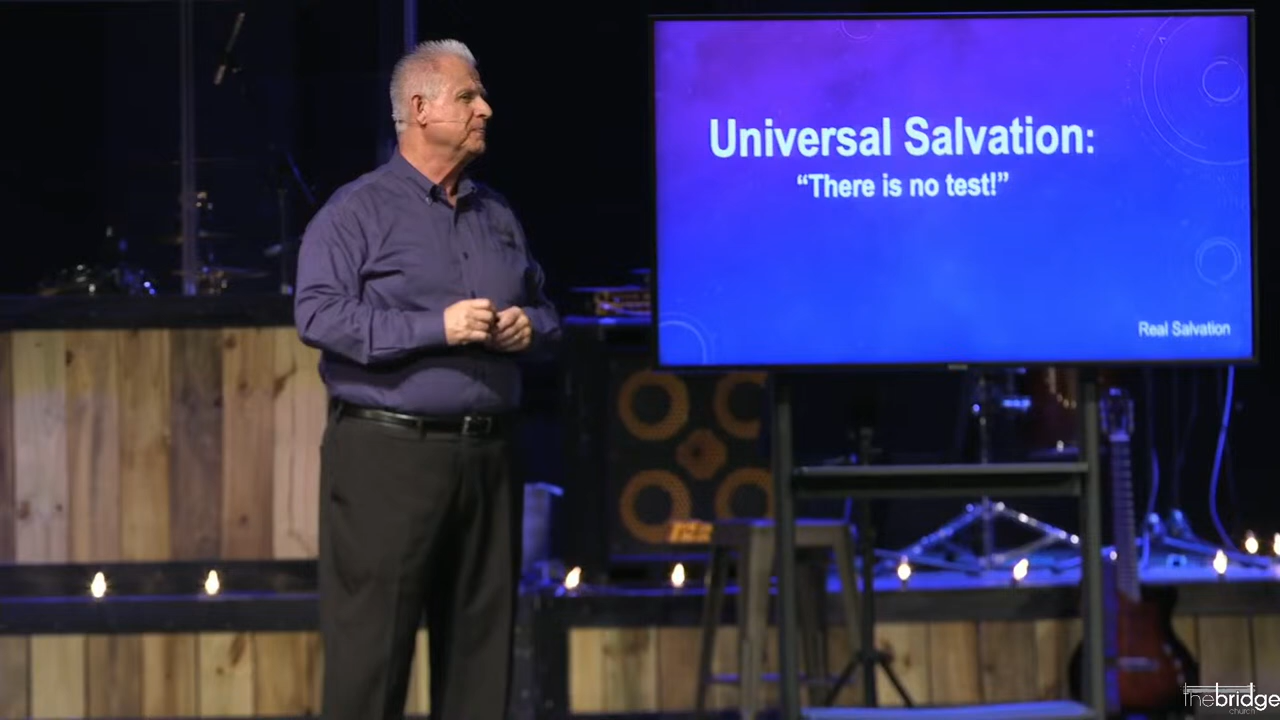 Universal Salvation:
“There is no test!”
Real Salvation
thebridge
church